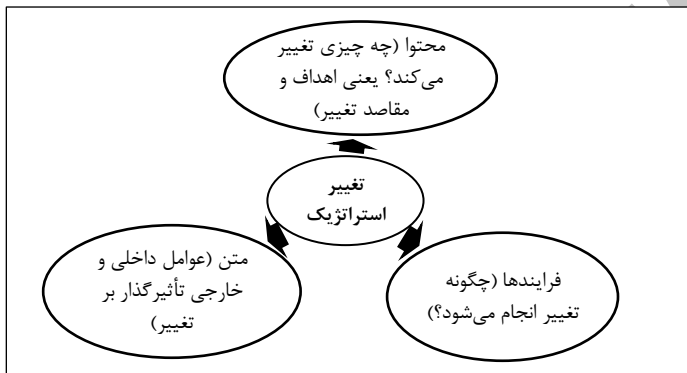 محتوا (چه چیزی تغییر
می‌کند؟ یعنی اهداف و
مقاصد تغییر)
تغییر
استراتژیک
فرایندها (چگونه
تغییر انجام می‌شود؟)
متن (عوامل داخلی و
خارجی تأثیرگذار بر
تغییر)